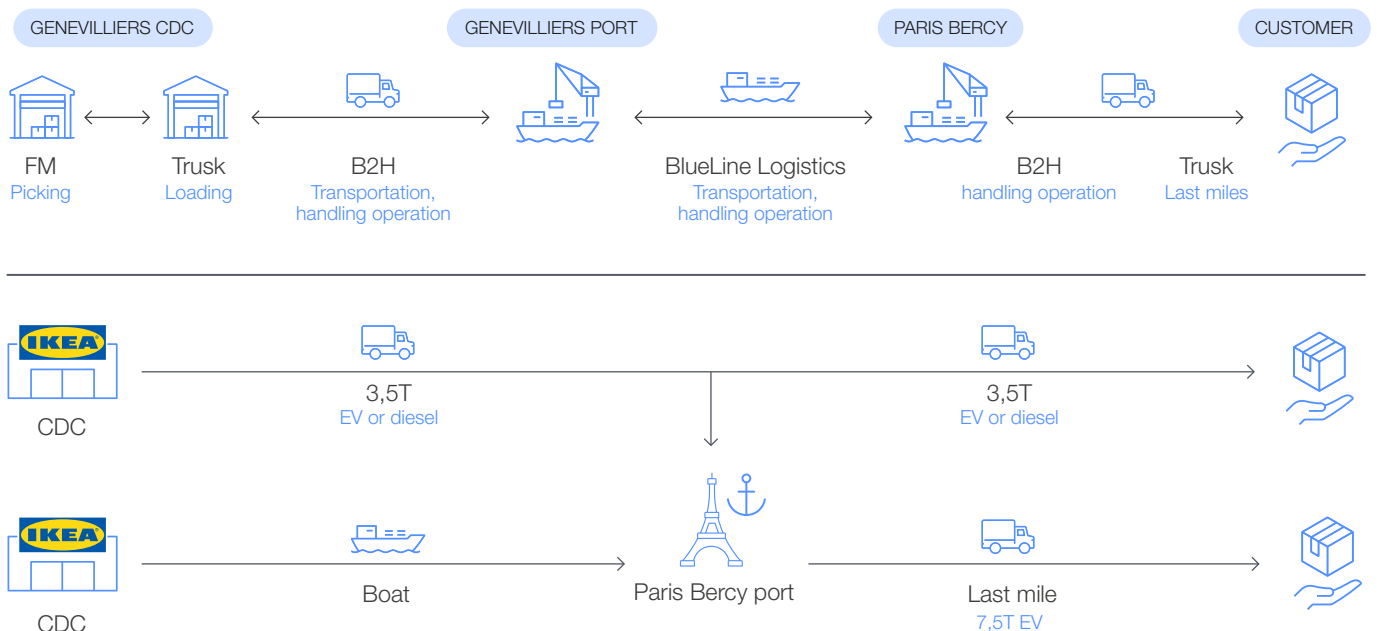 GENEVILLIERS CDC
GENEVILLIERS PORT
PARIS BERCY
CUSTOMER
FM
Picking
Trusk
Loading
B2H
Transportation,
handling operation
BlueLine Logistics
Transportation,
handling operation
B2H
handling operation
Trusk
Last miles
IKEA
CDC
3,5T
EV or diesel
3,5T
EV or diesel
IKEA
CDC
Boat
Paris Bercy port
Last mile
7,5T EV